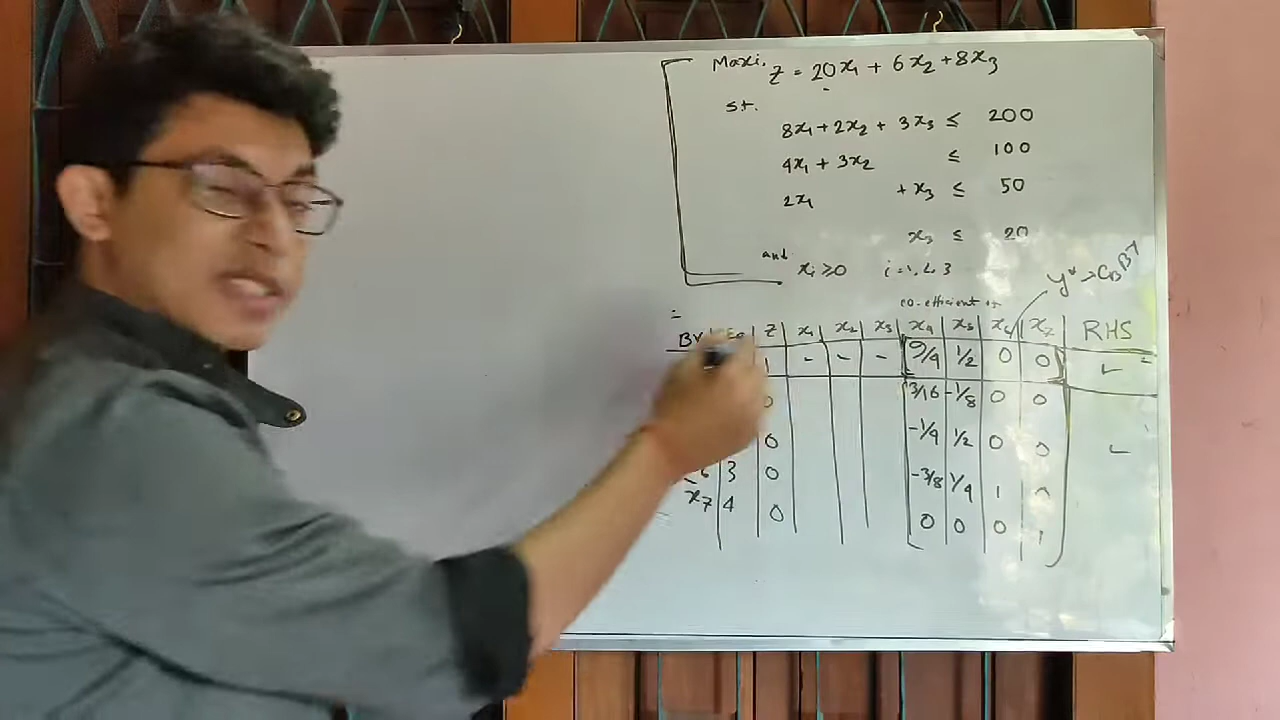 Maxi. Z = 20x₁ + 6x₂ + 8x₃
s.t.
8x₁ + 2x₂ + 3x₃ ≤ 200
4x₁ + 3x₂ ≤ 100
2x₁ + x₃ ≤ 50
x₃ ≤ 20
and xᵢ ≥ 0 i = 1, 2, 3
y* → C_B B⁻¹
co-efficient of
BV Eq Z x₁ x₂ x₃ x₄ x₅ x₆ x₇ RHS
1 - - - 9/4 1/2 0 0
0 3/16 -1/8 0 0
0 -1/4 1/2 0 0
3 0 -3/8 1/4 1 0
x₇ 4 0 0 0 0 1